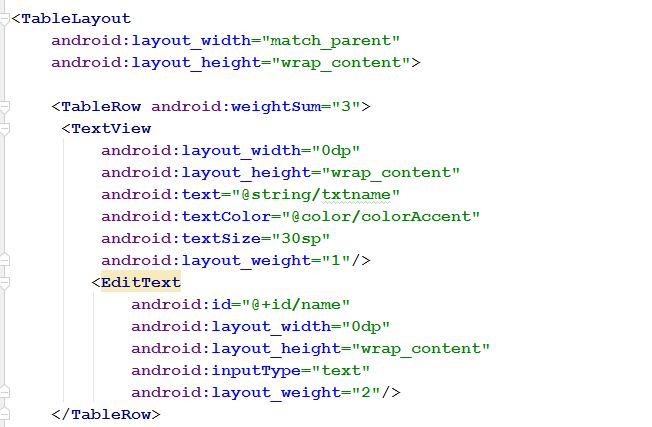 <TableLayout
    android:layout_width="match_parent"
    android:layout_height="wrap_content">

    <TableRow android:weightSum="3">
     <TextView
         android:layout_width="0dp"
         android:layout_height="wrap_content"
         android:text="@string/txtname"
         android:textColor="@color/colorAccent"
         android:textSize="30sp"
         android:layout_weight="1"/>
        <EditText
            android:id="@+id/name"
            android:layout_width="0dp"
            android:layout_height="wrap_content"
            android:inputType="text"
            android:layout_weight="2"/>
    </TableRow>